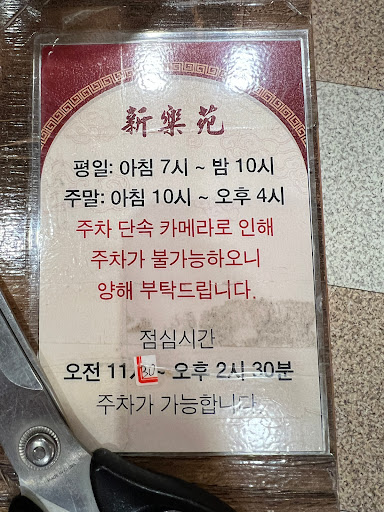 新樂苑
평일: 아침 7시 ~ 밤 10시
주말: 아침 10시 ~ 오후 4시
주차 단속 카메라로 인해
주차가 불가능하오니
양해 부탁드립니다.
점심시간
오전 11시30~ 오후 2시 30분
주차가 가능합니다.